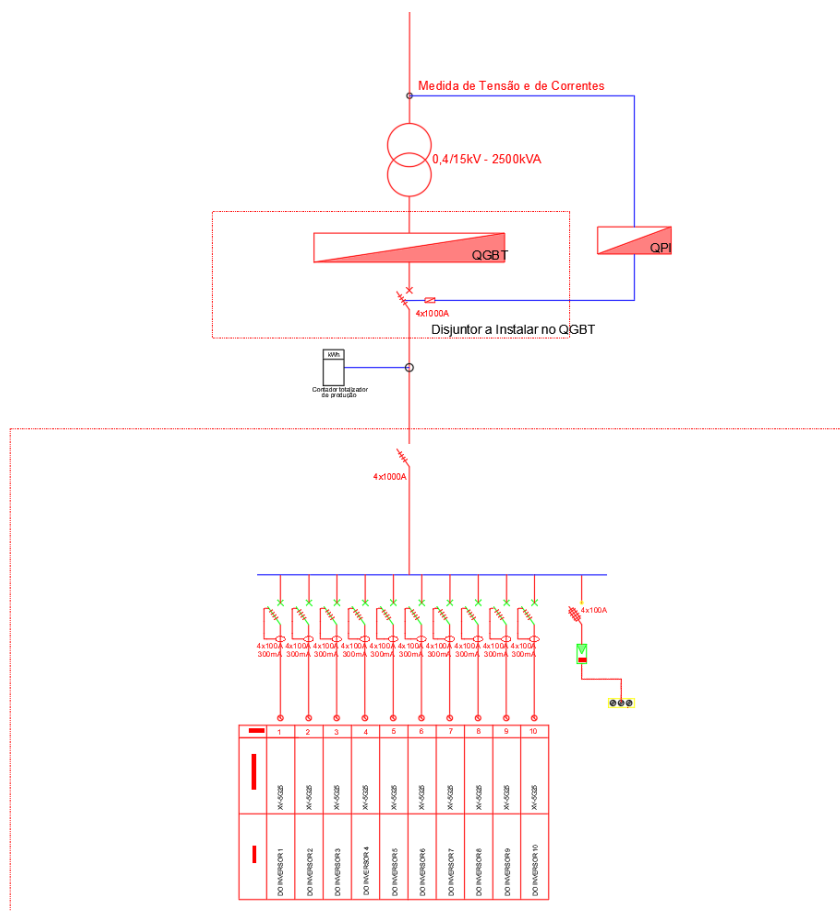 Medida de Tensão e de Correntes
0,4/15kV - 2500kVA
QGBT
QPI
4x1000A
Disjuntor a Instalar no QGBT
kWh
Contador totalizador
de produção
4x1000A
4x100A
4x100A 4x100A 4x100A 4x100A 4x100A 4x100A 4x100A 4x100A 4x100A 4x100A
300mA 300mA 300mA 300mA 300mA 300mA 300mA 300mA 300mA 300mA
1 2 3 4 5 6 7 8 9 10
DO INVERSOR 1
DO INVERSOR 2
DO INVERSOR 3
DO INVERSOR 4
DO INVERSOR 5
DO INVERSOR 6
DO INVERSOR 7
DO INVERSOR 8
DO INVERSOR 9
DO INVERSOR 10